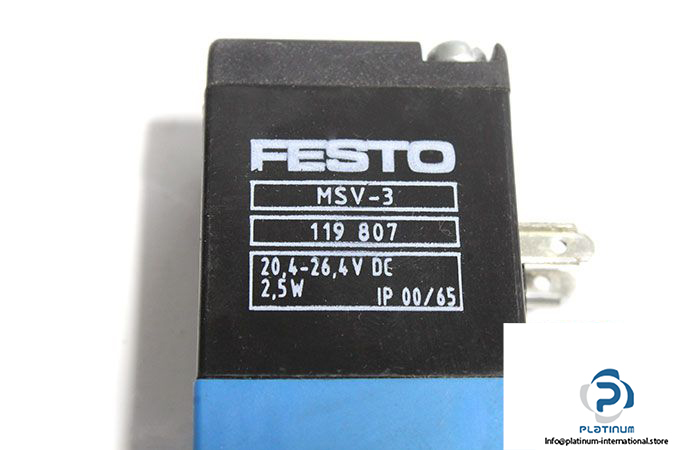 FESTO
MSV-3
119 807
20,4-26,4V DC
2,5W IP 00/65
PLATINUM
Info@platinum-international.store